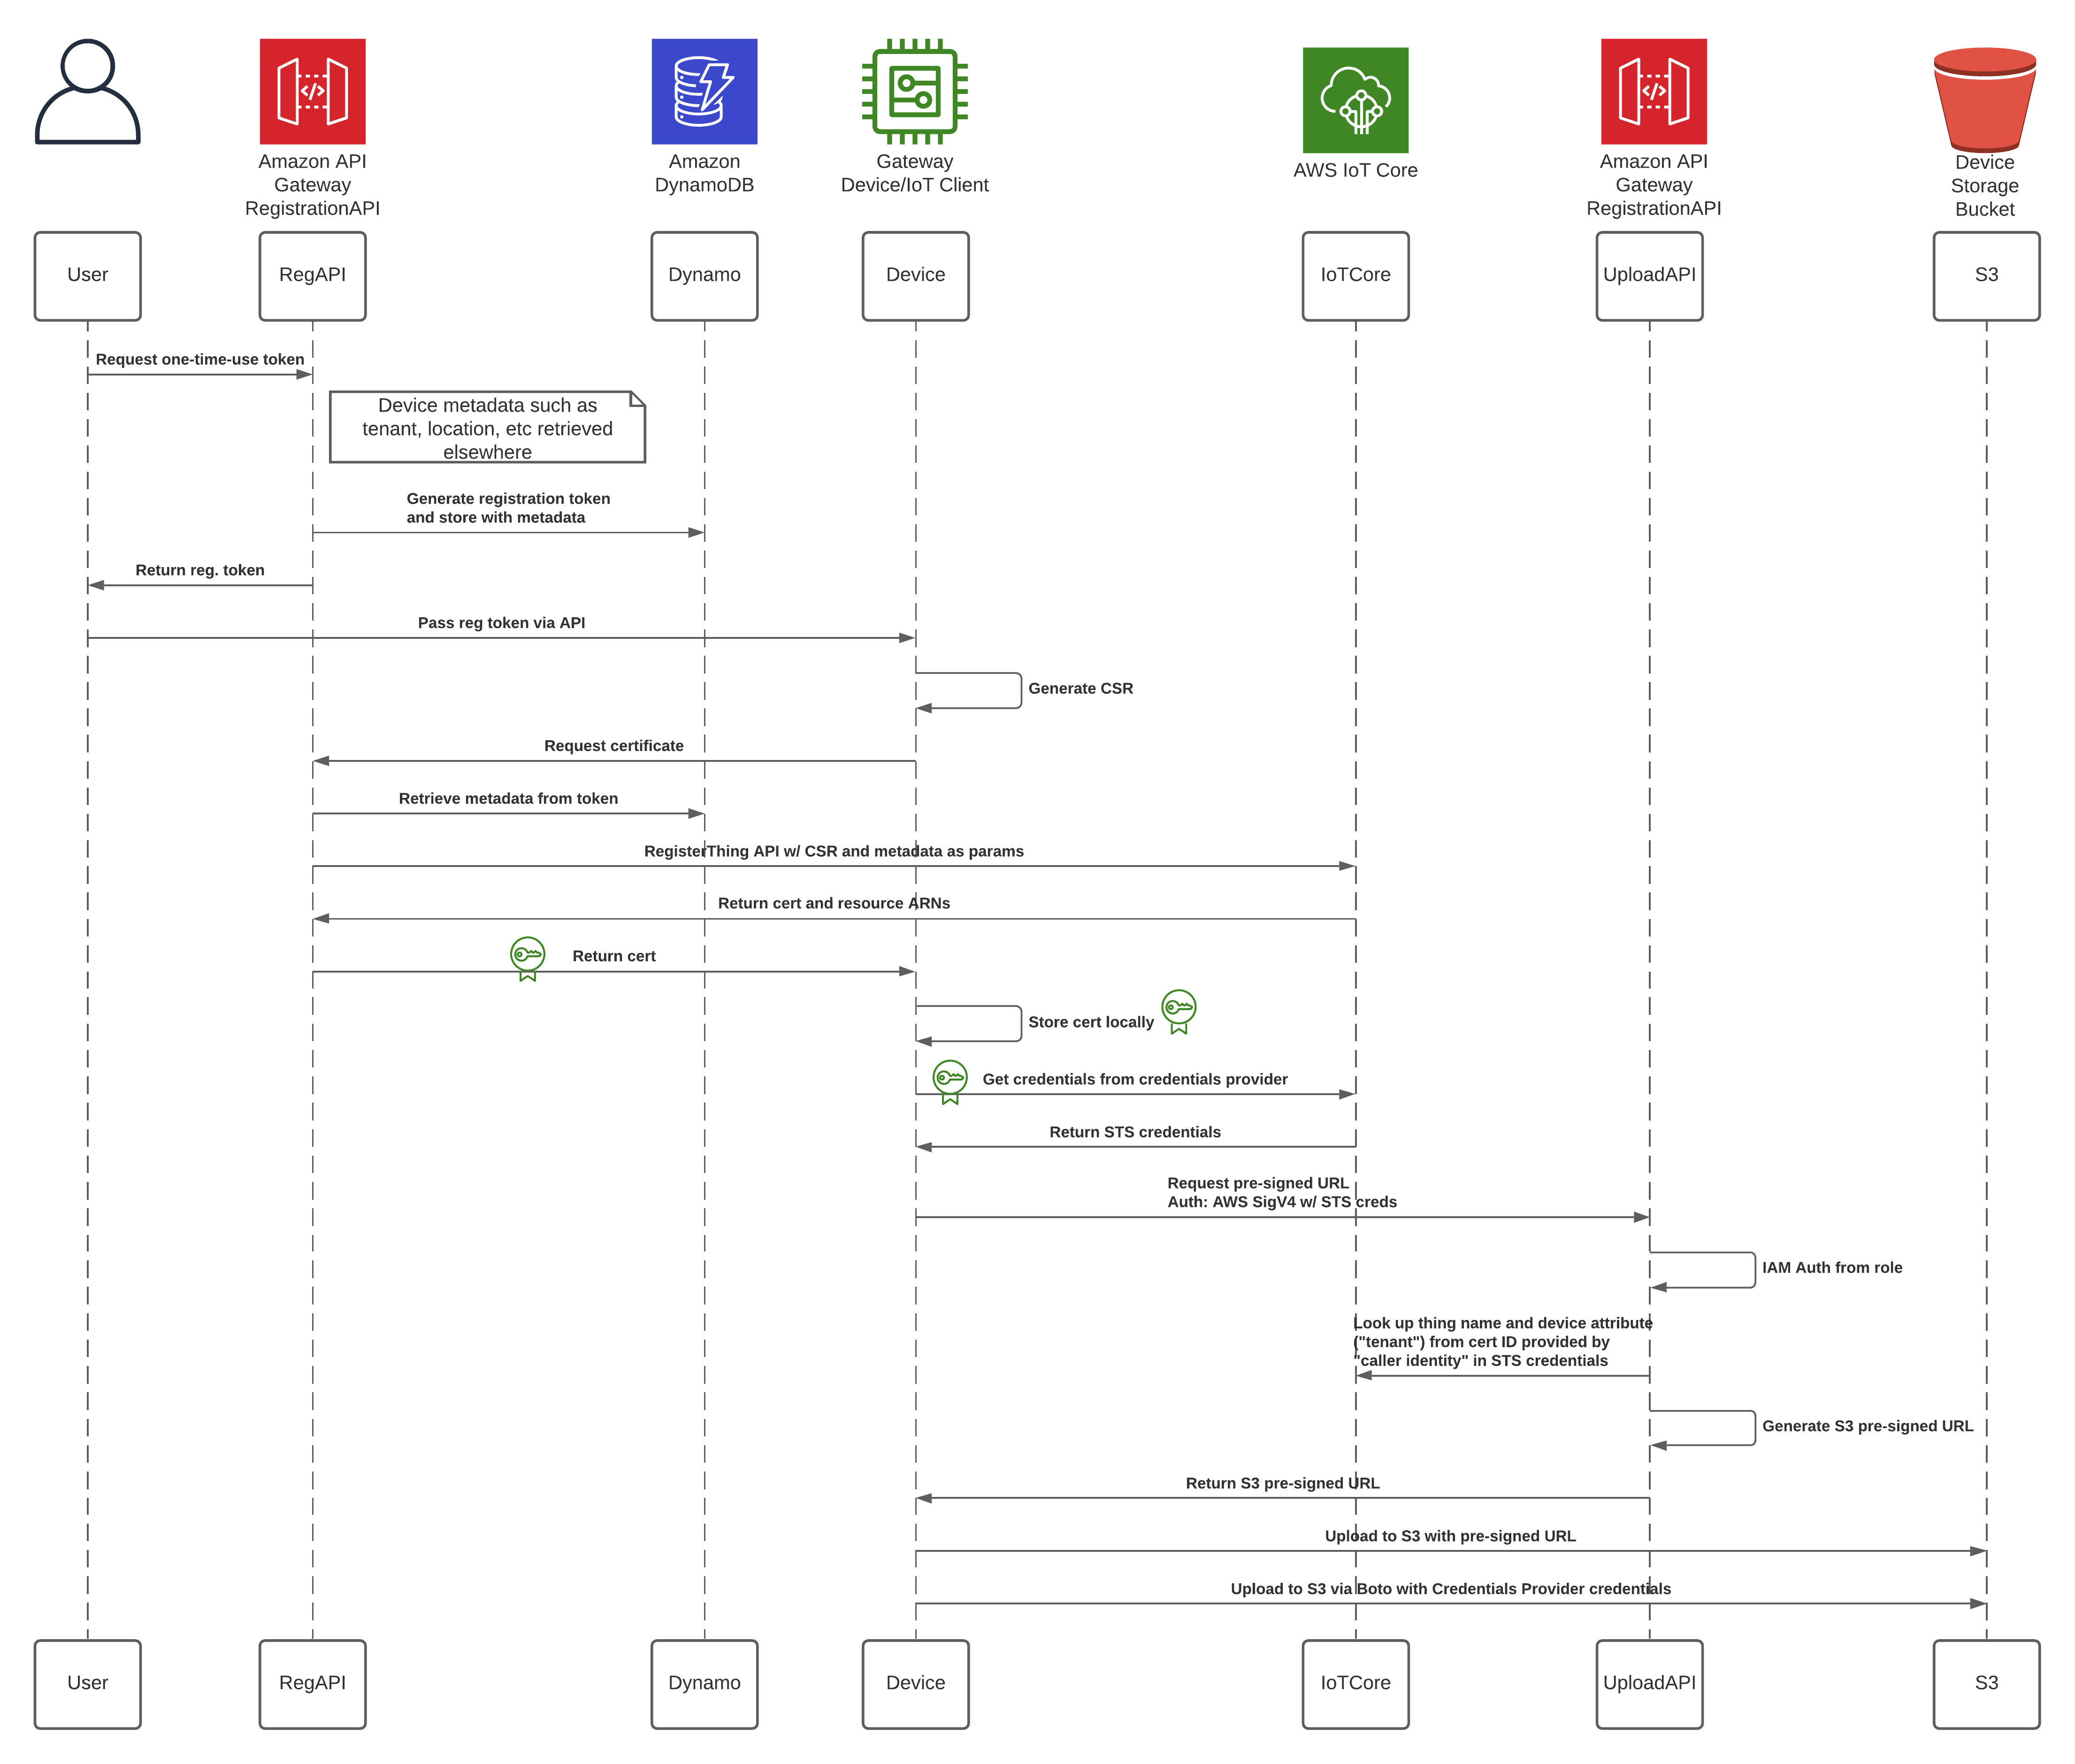 Amazon API
Gateway
RegistrationAPI
Amazon
DynamoDB
Gateway
Device/IoT Client
AWS IoT Core
Amazon API
Gateway
RegistrationAPI
Device
Storage
Bucket
User
RegAPI
Dynamo
Device
IoTCore
UploadAPI
S3
Request one-time-use token
Device metadata such as
tenant, location, etc retrieved
elsewhere
Generate registration token
and store with metadata
Return reg. token
Pass reg token via API
Generate CSR
Request certificate
Retrieve metadata from token
RegisterThing API w/ CSR and metadata as params
Return cert and resource ARNs
Return cert
Store cert locally
Get credentials from credentials provider
Return STS credentials
Request pre-signed URL
Auth: AWS SigV4 w/ STS creds
IAM Auth from role
Look up thing name and device attribute
("tenant") from cert ID provided by
"caller identity" in STS credentials
Generate S3 pre-signed URL
Return S3 pre-signed URL
Upload to S3 with pre-signed URL
Upload to S3 via Boto with Credentials Provider credentials
User
RegAPI
Dynamo
Device
IoTCore
UploadAPI
S3